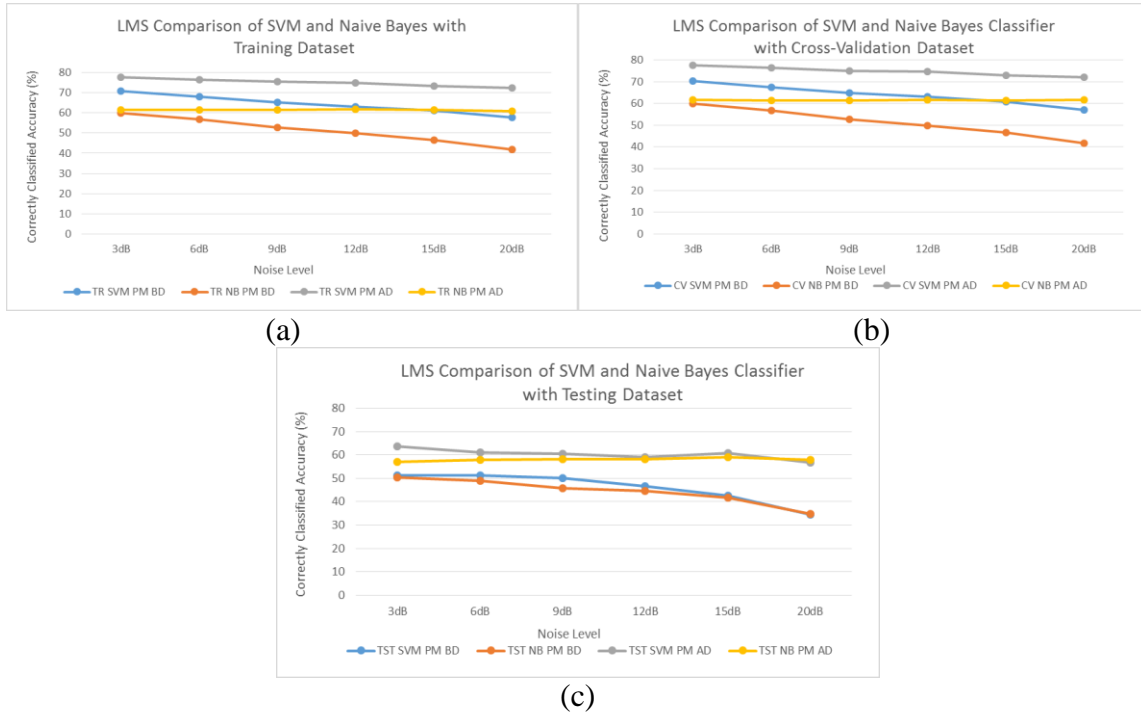 LMS Comparison of SVM and Naive Bayes with
Training Dataset
Correctly Classified Accuracy (%)
80
70
60
50
40
30
20
10
0
3dB 6dB 9dB 12dB 15dB 20dB
Noise Level
TR SVM PM BD TR NB PM BD TR SVM PM AD TR NB PM AD
(a)
LMS Comparison of SVM and Naive Bayes Classifier
with Cross-Validation Dataset
Correctly Classified Accuracy (%)
80
70
60
50
40
30
20
10
0
3dB 6dB 9dB 12dB 15dB 20dB
Noise Level
CV SVM PM BD CV NB PM BD CV SVM PM AD CV NB PM AD
(b)
LMS Comparison of SVM and Naive Bayes Classifier
with Testing Dataset
Correctly Classified Accuracy (%)
80
70
60
50
40
30
20
10
0
3dB 6dB 9dB 12dB 15dB 20dB
Noise Level
TST SVM PM BD TST NB PM BD TST SVM PM AD TST NB PM AD
(c)